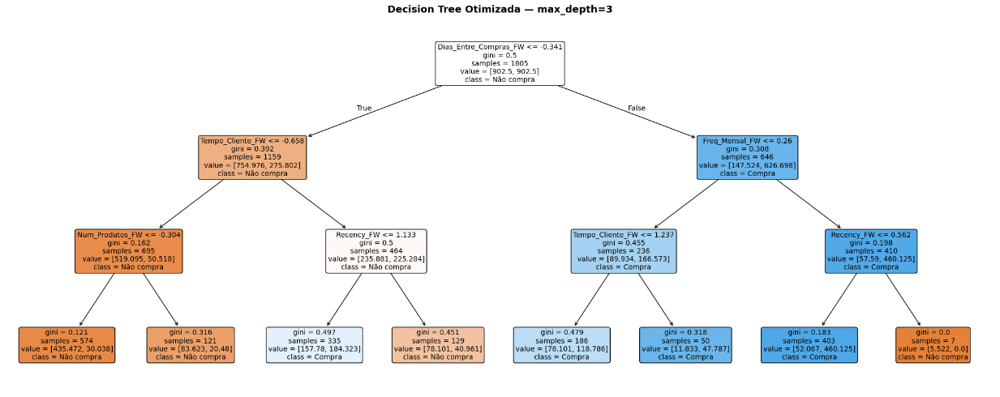 Decision Tree Otimizada — max_depth=3
Dias_Entre_Compras_FW <= -0.341
gini = 0.5
samples = 1805
value = [902.5, 902.5]
class = Não compra
True
False
Tempo_Cliente_FW <= -0.658
gini = 0.392
samples = 1159
value = [754.976, 275.802]
class = Não compra
Freq_Mensal_FW <= 0.26
gini = 0.308
samples = 646
value = [147.524, 626.698]
class = Compra
Num_Produtos_FW <= -0.304
gini = 0.162
samples = 695
value = [519.095, 50.518]
class = Não compra
Recency_FW <= 1.133
gini = 0.5
samples = 464
value = [235.881, 225.284]
class = Não compra
Tempo_Cliente_FW <= 1.237
gini = 0.455
samples = 236
value = [89.934, 166.573]
class = Compra
Recency_FW <= 0.562
gini = 0.198
samples = 410
value = [57.59, 460.125]
class = Compra
gini = 0.121
samples = 574
value = [435.472, 30.038]
class = Não compra
gini = 0.316
samples = 121
value = [83.623, 20.48]
class = Não compra
gini = 0.497
samples = 335
value = [157.78, 184.323]
class = Compra
gini = 0.451
samples = 129
value = [78.101, 40.961]
class = Não compra
gini = 0.479
samples = 186
value = [78.101, 118.786]
class = Compra
gini = 0.318
samples = 50
value = [11.833, 47.787]
class = Compra
gini = 0.183
samples = 403
value = [52.067, 460.125]
class = Compra
gini = 0.0
samples = 7
value = [5.522, 0.0]
class = Não compra